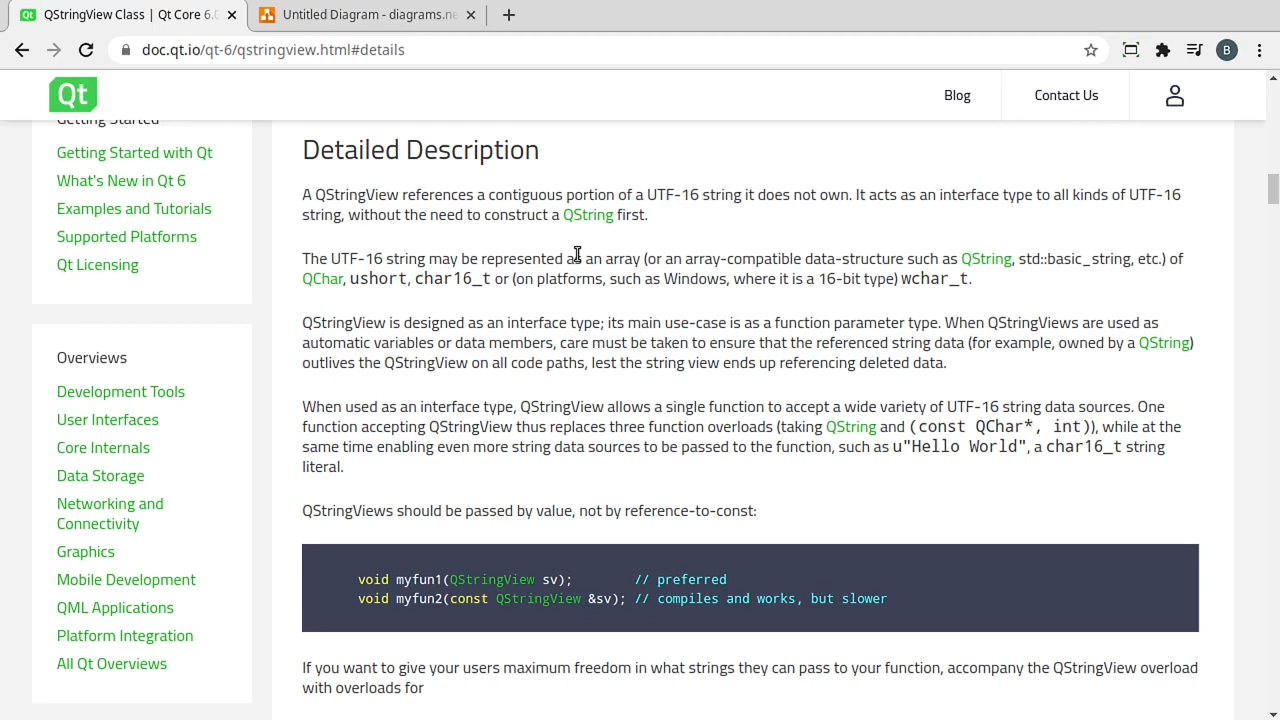 QStringView Class | Qt Core 6.0
Untitled Diagram - diagrams.ne
doc.qt.io/qt-6/qstringview.html#details
B
Qt
Blog
Contact Us
Getting Started
Getting Started with Qt
What's New in Qt 6
Examples and Tutorials
Supported Platforms
Qt Licensing
Overviews
Development Tools
User Interfaces
Core Internals
Data Storage
Networking and
Connectivity
Graphics
Mobile Development
QML Applications
Platform Integration
All Qt Overviews
Detailed Description
A QStringView references a contiguous portion of a UTF-16 string it does not own. It acts as an interface type to all kinds of UTF-16
string, without the need to construct a QString first.
The UTF-16 string may be represented as an array (or an array-compatible data-structure such as QString, std::basic_string, etc.) of
QChar, ushort, char16_t or (on platforms, such as Windows, where it is a 16-bit type) wchar_t.
QStringView is designed as an interface type; its main use-case is as a function parameter type. When QStringViews are used as
automatic variables or data members, care must be taken to ensure that the referenced string data (for example, owned by a QString)
outlives the QStringView on all code paths, lest the string view ends up referencing deleted data.
When used as an interface type, QStringView allows a single function to accept a wide variety of UTF-16 string data sources. One
function accepting QStringView thus replaces three function overloads (taking QString and (const QChar*, int)), while at the
same time enabling even more string data sources to be passed to the function, such as u"Hello World", a char16_t string
literal.
QStringViews should be passed by value, not by reference-to-const:
void myfun1(QStringView sv);        // preferred
void myfun2(const QStringView &sv); // compiles and works, but slower
If you want to give your users maximum freedom in what strings they can pass to your function, accompany the QStringView overload
with overloads for